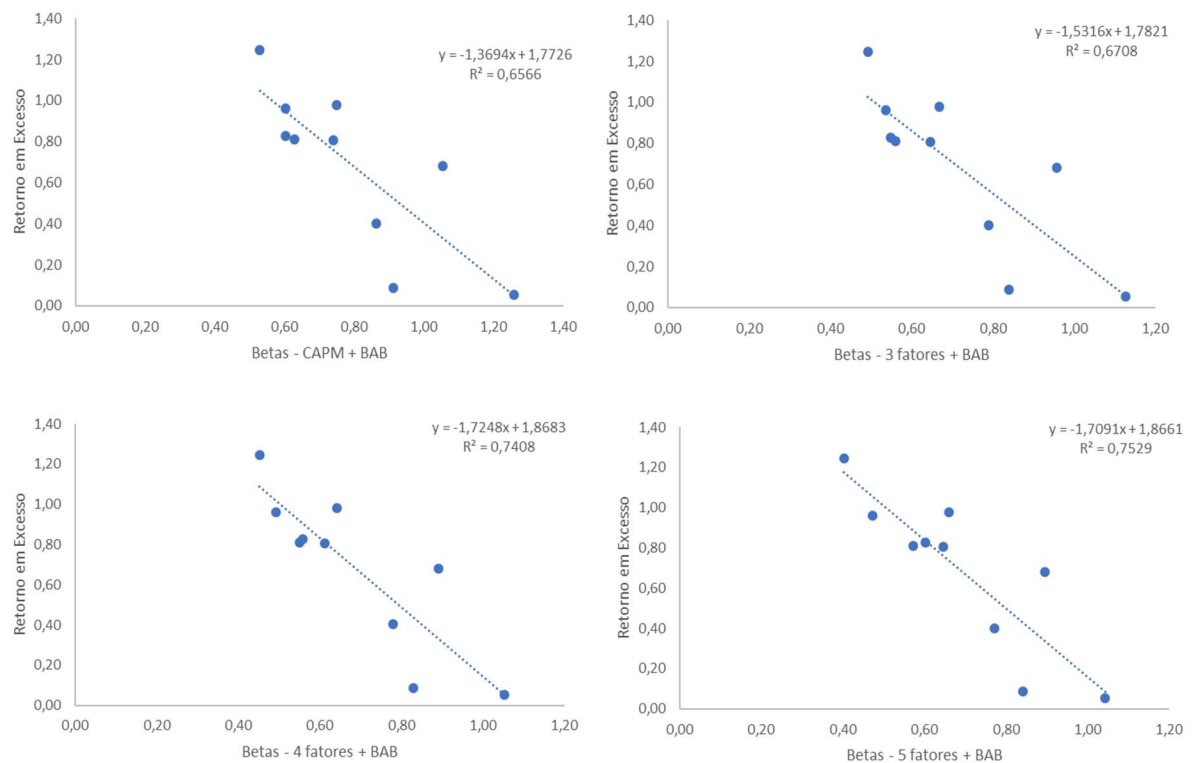 1,40
1,20
1,00
0,80
0,60
0,40
0,20
0,00
Retorno em Excesso
y = -1,3694x + 1,7726
R² = 0,6566
0,00 0,20 0,40 0,60 0,80 1,00 1,20 1,40
Betas - CAPM + BAB
1,40
1,20
1,00
0,80
0,60
0,40
0,20
0,00
Retorno em Excesso
y = -1,5316x + 1,7821
R² = 0,6708
0,00 0,20 0,40 0,60 0,80 1,00 1,20
Betas - 3 fatores + BAB
1,40
1,20
1,00
0,80
0,60
0,40
0,20
0,00
Retorno em Excesso
y = -1,7248x + 1,8683
R² = 0,7408
0,00 0,20 0,40 0,60 0,80 1,00 1,20
Betas - 4 fatores + BAB
1,40
1,20
1,00
0,80
0,60
0,40
0,20
0,00
Retorno em Excesso
y = -1,7091x + 1,8661
R² = 0,7529
0,00 0,20 0,40 0,60 0,80 1,00 1,20
Betas - 5 fatores + BAB